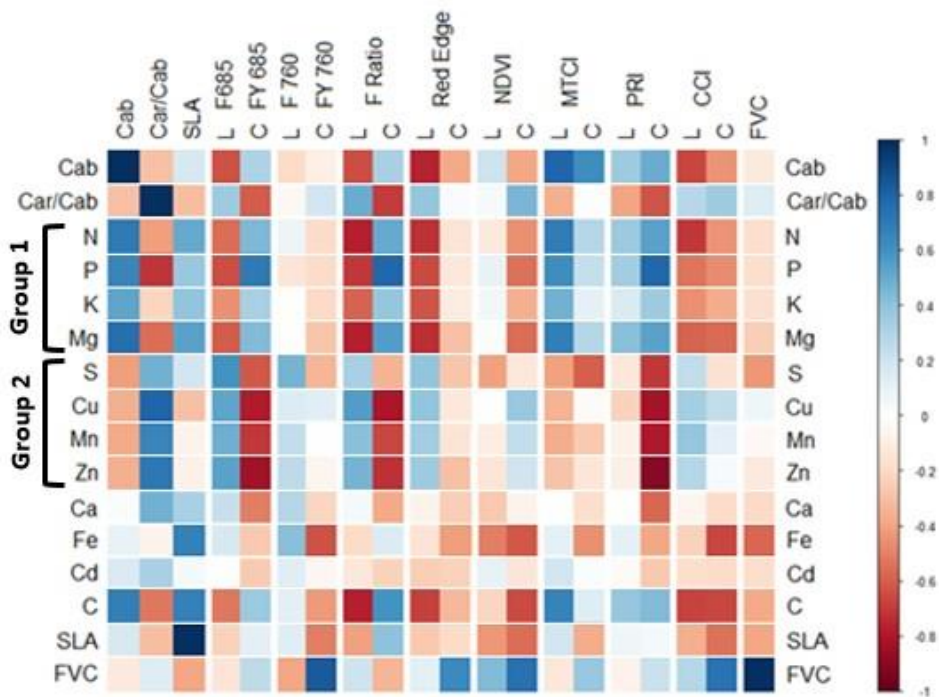 Cab
Car/Cab
SLA
F685
FY 685
F 760
FY 760
F Ratio
Red Edge
NDVI
MTCI
PRI
CCI
FVC
L C L C L C L C L C L C L C
Cab Cab
Car/Cab Car/Cab
Group 1
N N
P P
K K
Mg Mg
Group 2
S S
Cu Cu
Mn Mn
Zn Zn
Ca Ca
Fe Fe
Cd Cd
C C
SLA SLA
FVC FVC
1
0.8
0.6
0.4
0.2
0
-0.2
-0.4
-0.6
-0.8
-1